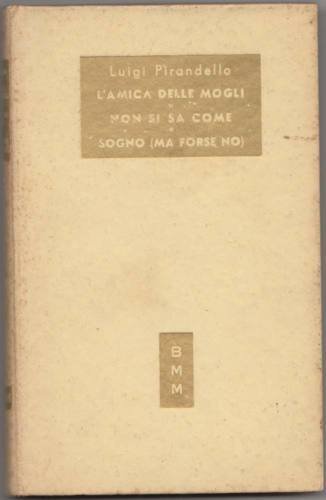 Luigi Pirandello
L'AMICA DELLE MOGLI
NON SI SA COME
SOGNO (MA FORSE NO)
B
M
M